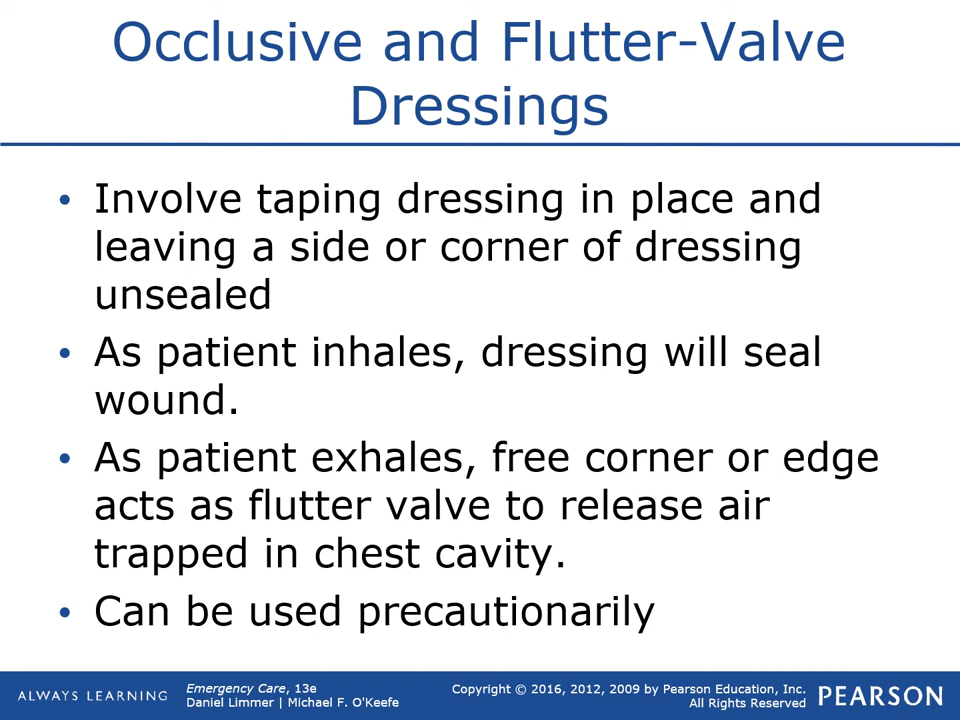 Occlusive and Flutter-Valve
Dressings
• Involve taping dressing in place and
leaving a side or corner of dressing
unsealed
• As patient inhales, dressing will seal
wound.
• As patient exhales, free corner or edge
acts as flutter valve to release air
trapped in chest cavity.
• Can be used precautionarily
ALWAYS LEARNING
Emergency Care, 13e
Daniel Limmer | Michael F. O'Keefe
Copyright © 2016, 2012, 2009 by Pearson Education, Inc.
All Rights Reserved
PEARSON